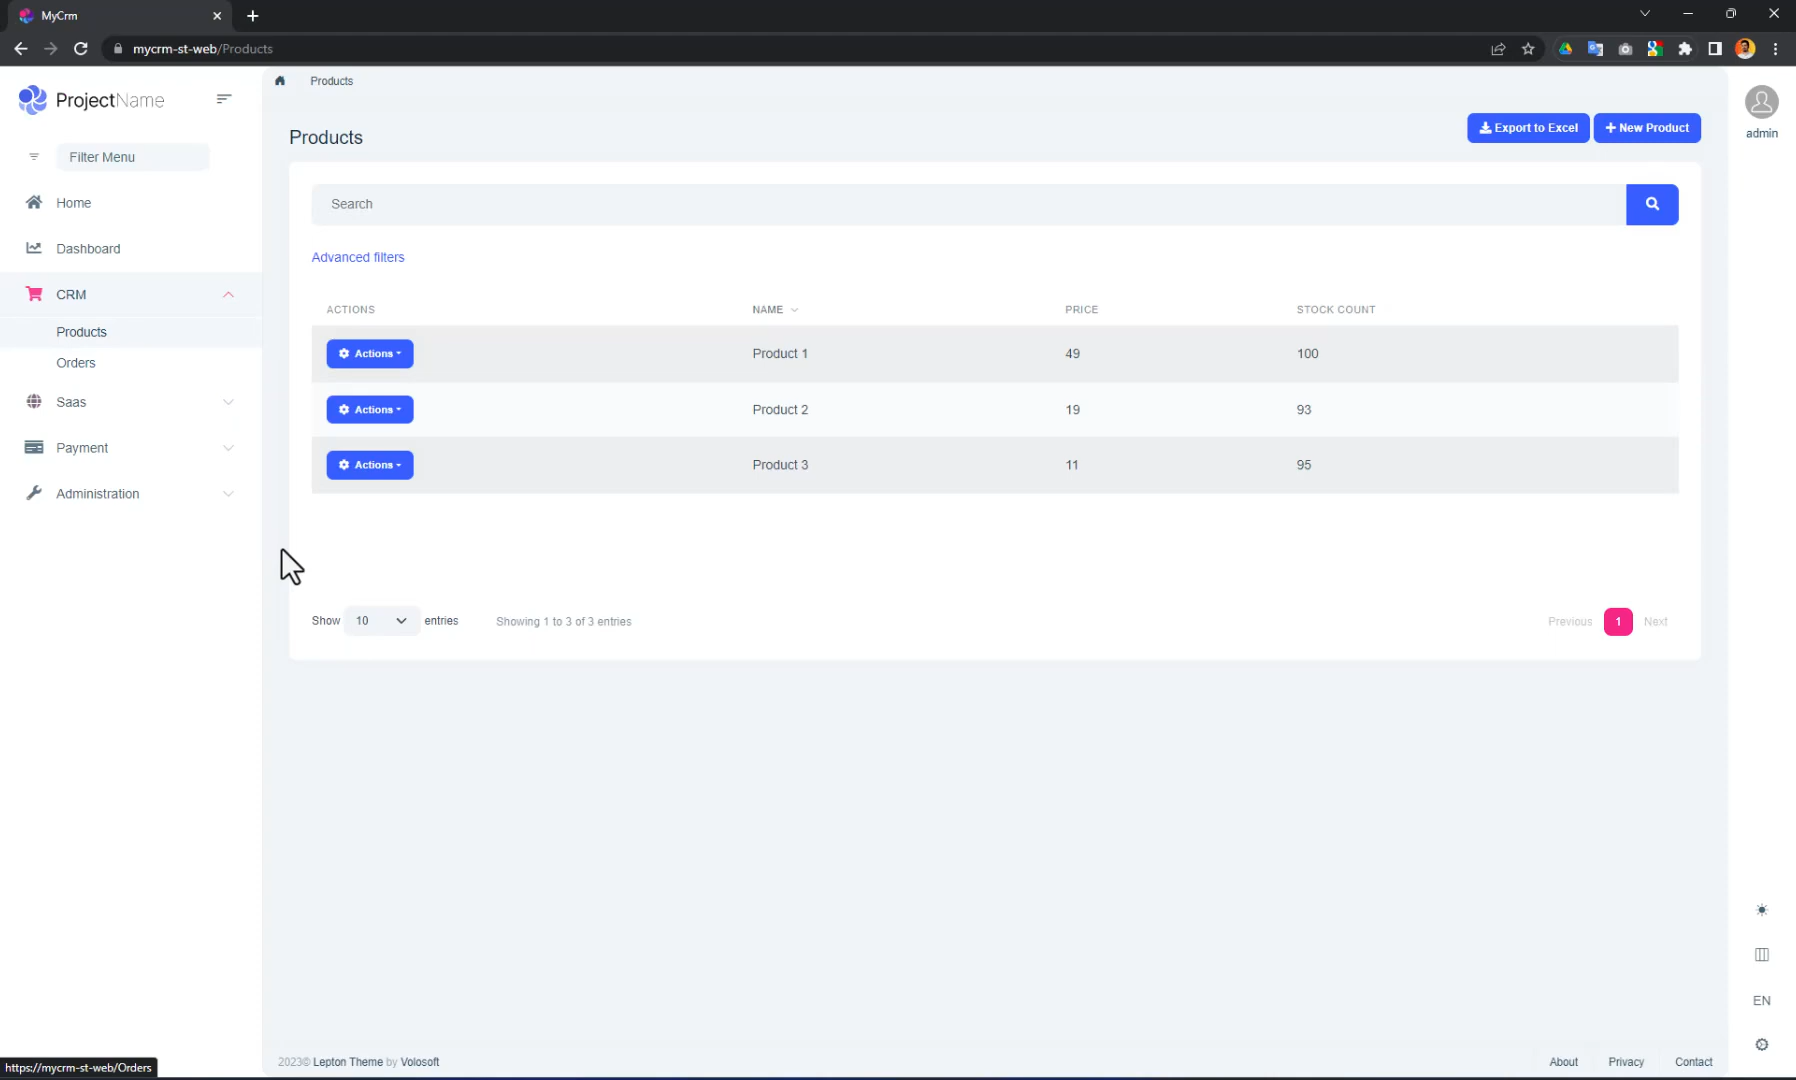 MyCrm
mycrm-st-web/Products
ProjectName
Filter Menu
Home
Dashboard
CRM
Products
Orders
Saas
Payment
Administration
Products
Products
Export to Excel
New Product
admin
Search
Advanced filters
ACTIONS NAME PRICE STOCK COUNT
Actions Product 1 49 100
Actions Product 2 19 93
Actions Product 3 11 95
Show 10 entries Showing 1 to 3 of 3 entries Previous 1 Next
EN
2023© Lepton Theme by Volosoft About Privacy Contact
https://mycrm-st-web/Orders